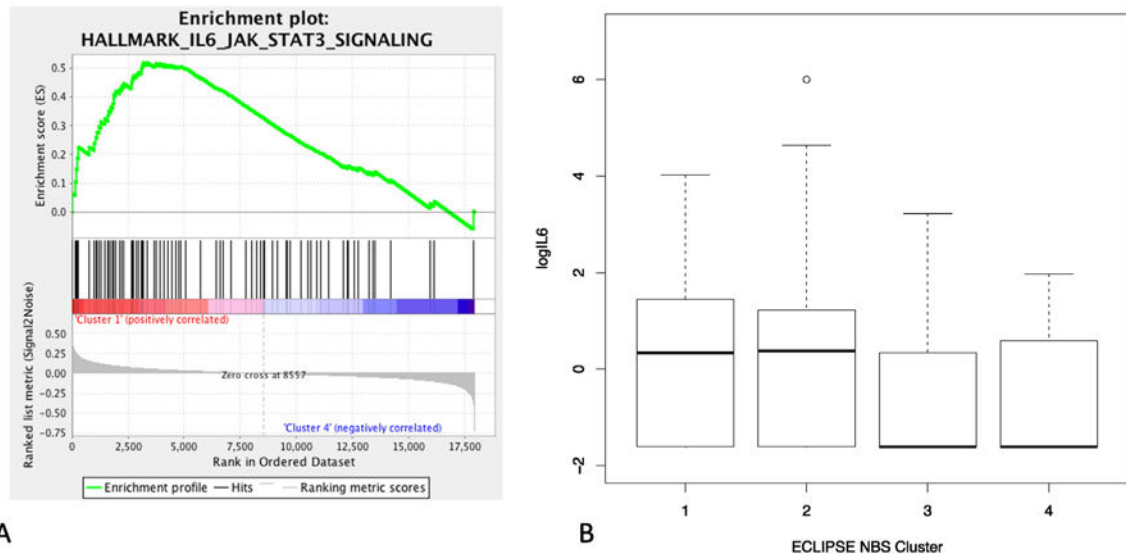 Enrichment plot:
HALLMARK_IL6_JAK_STAT3_SIGNALING
Enrichment score (ES)
0.5
0.4
0.3
0.2
0.1
0.0
'Cluster 1' (positively correlated)
Ranked list metric (Signal2Noise)
0.50
0.25
0.00
-0.25
-0.50
-0.75
Zero cross at 8557
'Cluster 4' (negatively correlated)
0 2,500 5,000 7,500 10,000 12,500 15,000 17,500
Rank in Ordered Dataset
Enrichment profile Hits Ranking metric scores
A
logIL6
6
4
2
0
−2
1 2 3 4
ECLIPSE NBS Cluster
B